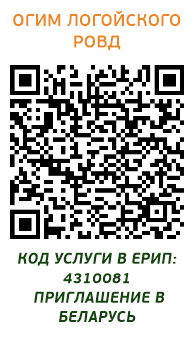 ОГИМ ЛОГОЙСКОГО
РОВД
КОД УСЛУГИ В ЕРИП:
4310081
ПРИГЛАШЕНИЕ В
БЕЛАРУСЬ